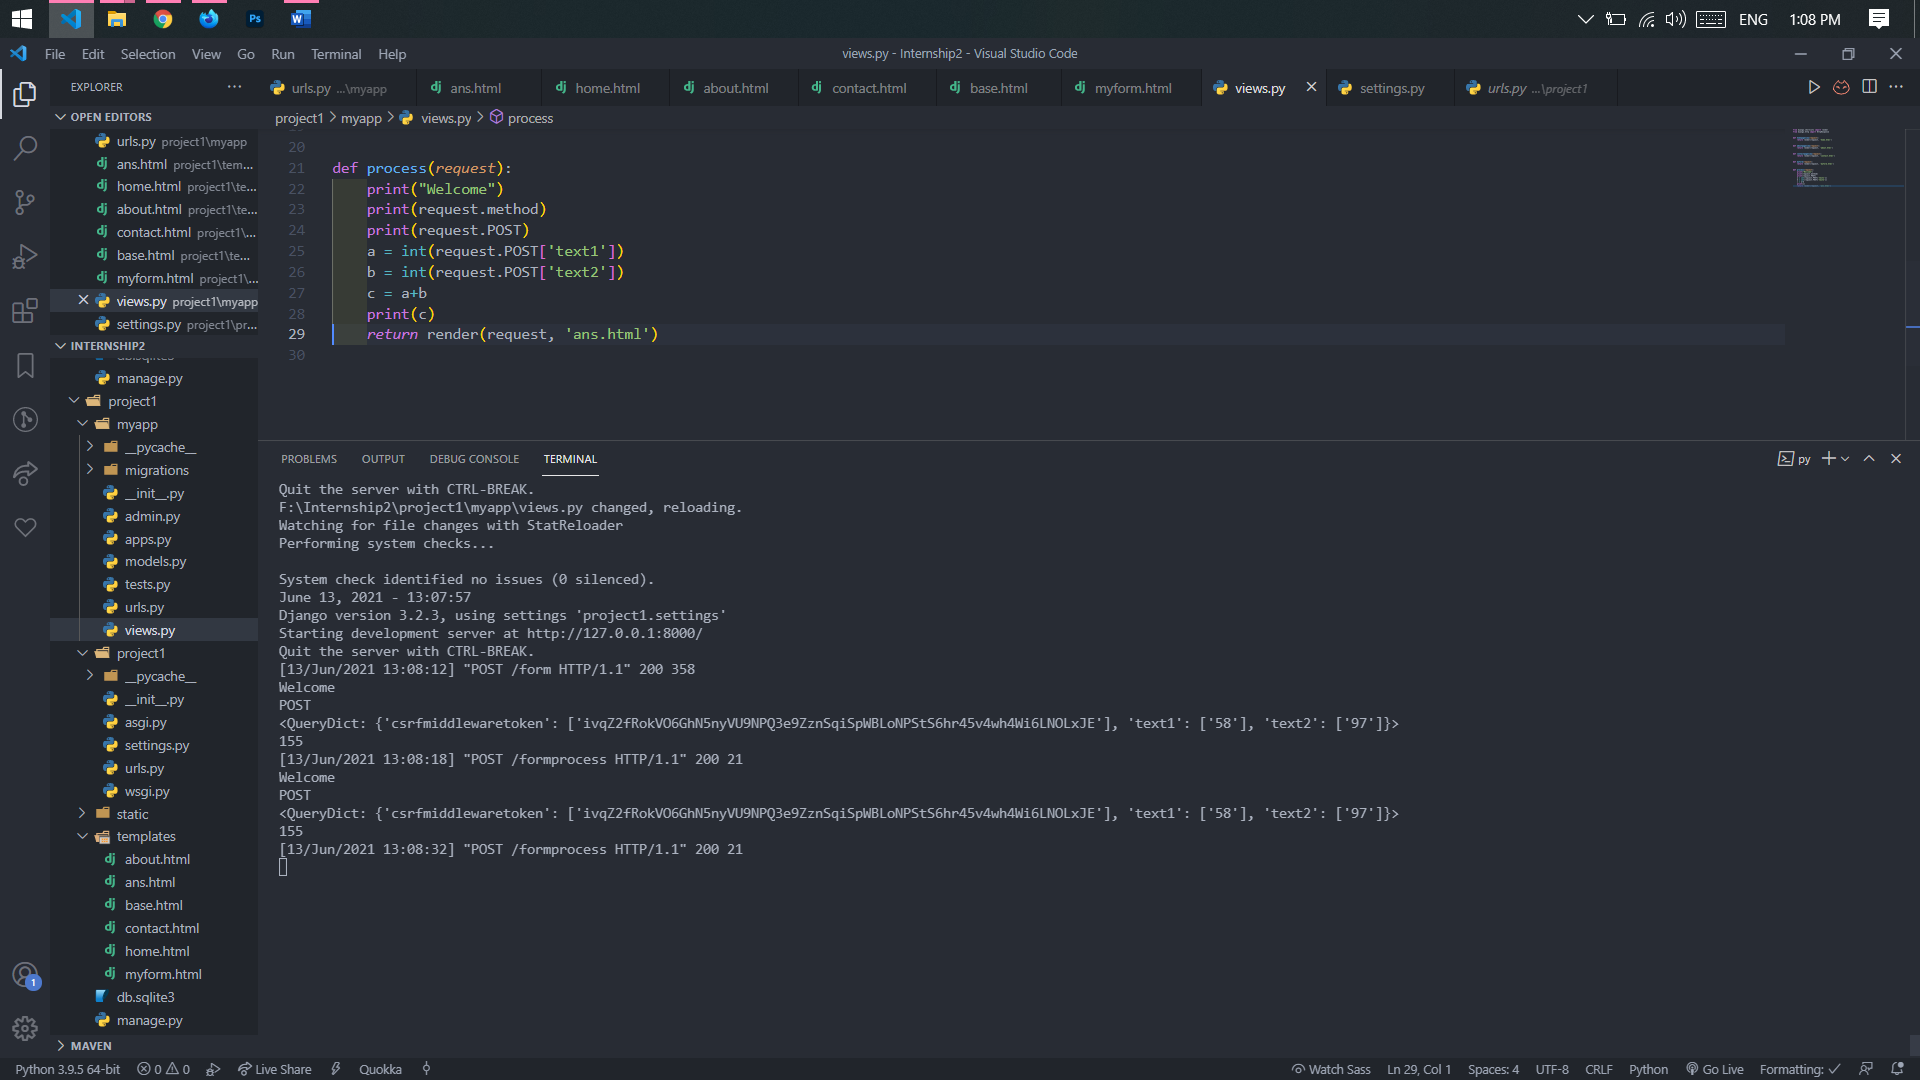 Ps
W
ENG
1:08 PM
File Edit Selection View Go Run Terminal Help
views.py - Internship2 - Visual Studio Code
EXPLORER
urls.py ...\myapp
ans.html
home.html
about.html
contact.html
base.html
myform.html
views.py
settings.py
urls.py ...\project1
OPEN EDITORS
urls.py project1\myapp
ans.html project1\tem...
home.html project1\te...
about.html project1\te...
contact.html project1\...
base.html project1\te...
myform.html project1\...
views.py project1\myapp
settings.py project1\pr...
INTERNSHIP2
manage.py
project1
myapp
__pycache__
migrations
__init__.py
admin.py
apps.py
models.py
tests.py
urls.py
views.py
project1
__pycache__
__init__.py
asgi.py
settings.py
urls.py
wsgi.py
static
templates
about.html
ans.html
base.html
contact.html
home.html
myform.html
db.sqlite3
manage.py
MAVEN
project1 > myapp > views.py > process
20
21 def process(request):
22 print("Welcome")
23 print(request.method)
24 print(request.POST)
25 a = int(request.POST['text1'])
26 b = int(request.POST['text2'])
27 c = a+b
28 print(c)
29 return render(request, 'ans.html')
30
PROBLEMS OUTPUT DEBUG CONSOLE TERMINAL
py
Quit the server with CTRL-BREAK.
F:\Internship2\project1\myapp\views.py changed, reloading.
Watching for file changes with StatReloader
Performing system checks...
System check identified no issues (0 silenced).
June 13, 2021 - 13:07:57
Django version 3.2.3, using settings 'project1.settings'
Starting development server at http://127.0.0.1:8000/
Quit the server with CTRL-BREAK.
[13/Jun/2021 13:08:12] "POST /form HTTP/1.1" 200 358
Welcome
POST
<QueryDict: {'csrfmiddlewaretoken': ['ivqZ2fRokVO6GhN5nyVU9NPQ3e9ZznSqiSpWBLoNPStS6hr45v4wh4Wi6LNOLxJE'], 'text1': ['58'], 'text2': ['97']}>
155
[13/Jun/2021 13:08:18] "POST /formprocess HTTP/1.1" 200 21
Welcome
POST
<QueryDict: {'csrfmiddlewaretoken': ['ivqZ2fRokVO6GhN5nyVU9NPQ3e9ZznSqiSpWBLoNPStS6hr45v4wh4Wi6LNOLxJE'], 'text1': ['58'], 'text2': ['97']}>
155
[13/Jun/2021 13:08:32] "POST /formprocess HTTP/1.1" 200 21
1
Python 3.9.5 64-bit 0 0 Live Share Quokka
Watch Sass Ln 29, Col 1 Spaces: 4 UTF-8 CRLF Python Go Live Formatting: ✓